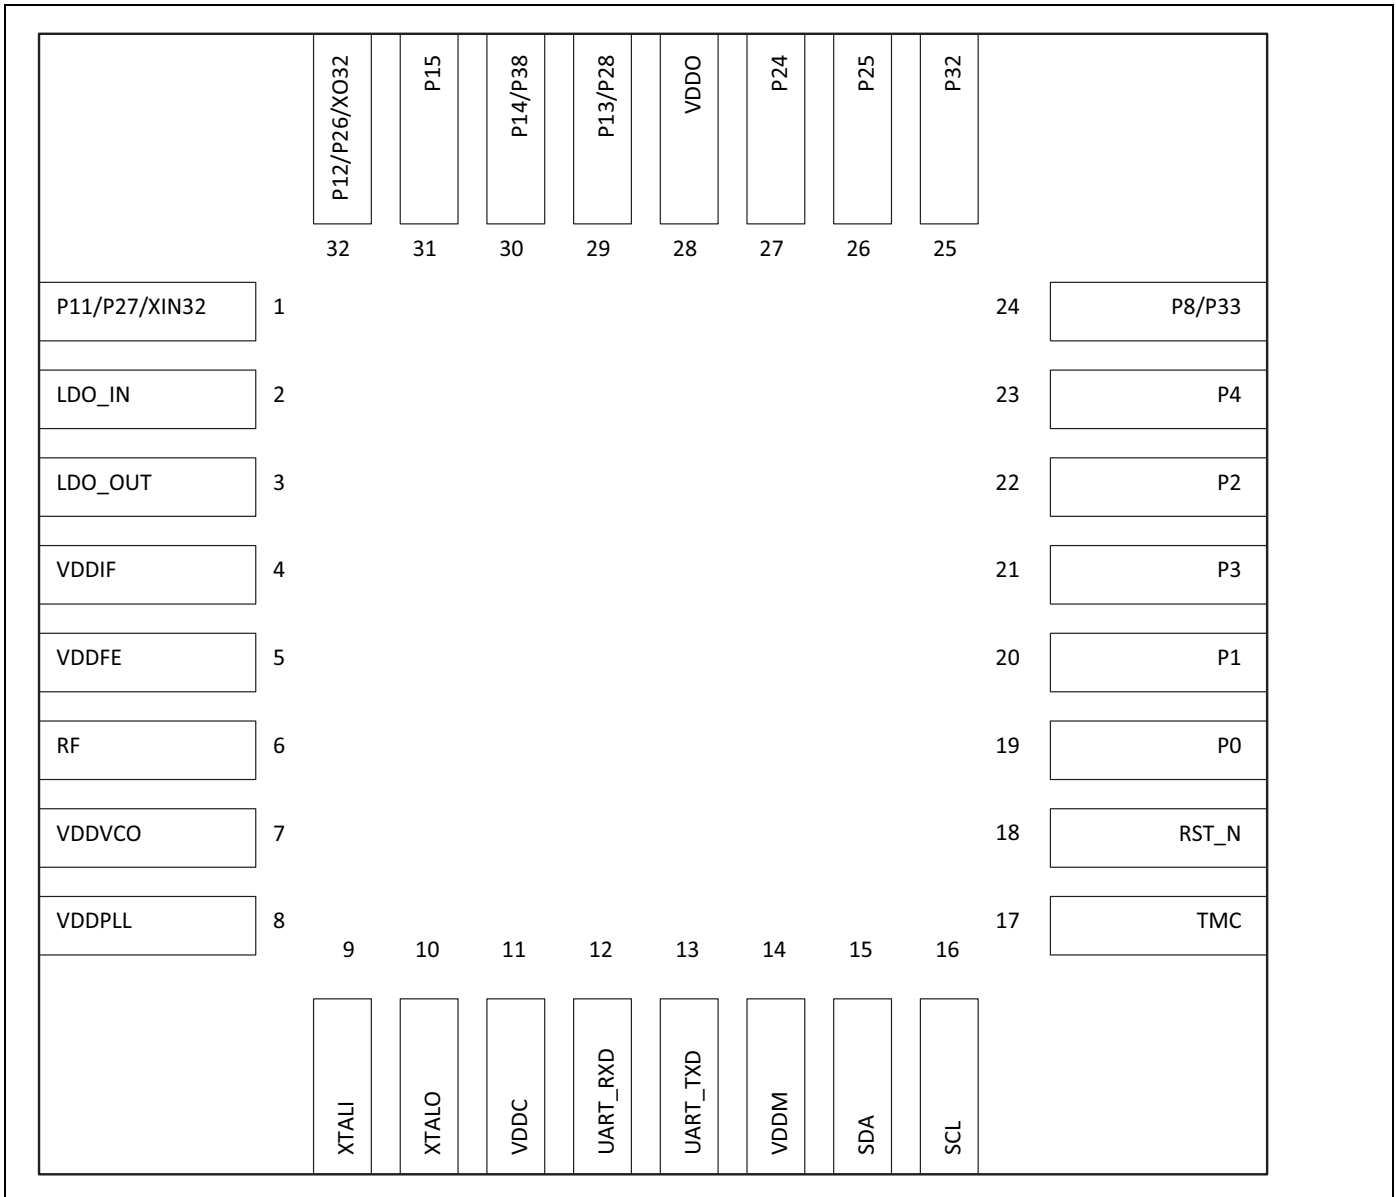 P12/P26/XO32
P15
P14/P38
P13/P28
VDDO
P24
P25
P32
32 31 30 29 28 27 26 25
P11/P27/XIN32 1 24 P8/P33
LDO_IN 2 23 P4
LDO_OUT 3 22 P2
VDDIF 4 21 P3
VDDFE 5 20 P1
RF 6 19 P0
VDDVCO 7 18 RST_N
VDDPLL 8 17 TMC
9 10 11 12 13 14 15 16
XTALI
XTALO
VDDC
UART_RXD
UART_TXD
VDDM
SDA
SCL